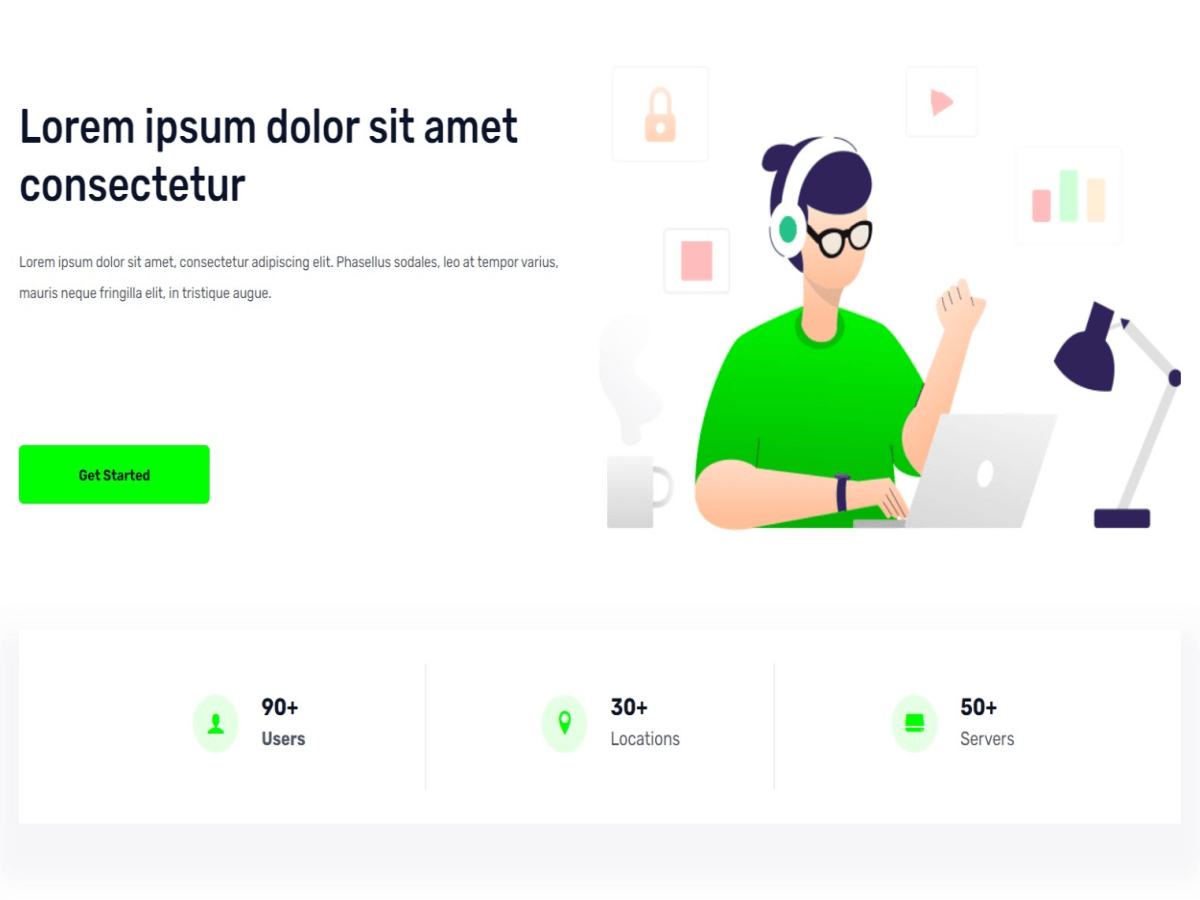 Lorem ipsum dolor sit amet
consectetur
Lorem ipsum dolor sit amet, consectetur adipiscing elit. Phasellus sodales, leo at tempor varius,
mauris neque fringilla elit, in tristique augue.
Get Started
90+
Users
30+
Locations
50+
Servers